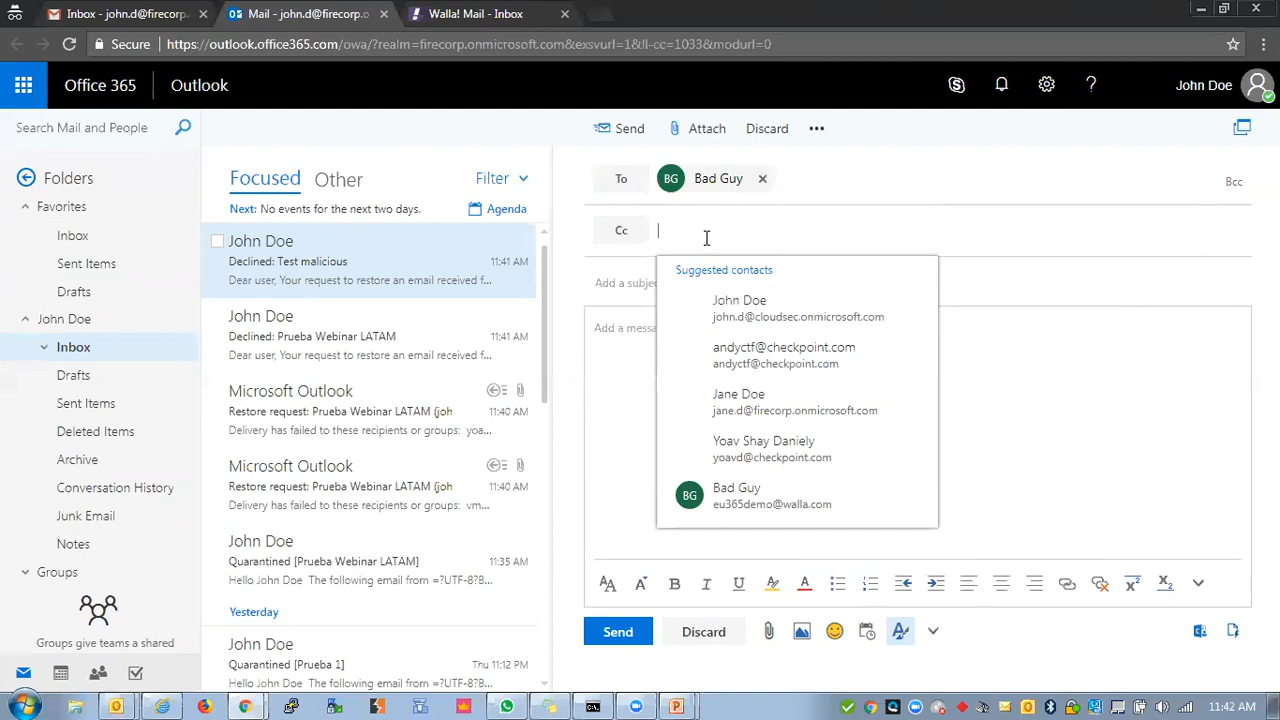 Gmail - Inbox - john.d@firecorp.o
Mail - john.d@firecorp.o
Walla! Mail - Inbox
Secure
https://outlook.office365.com/owa/?realm=firecorp.onmicrosoft.com&exsvurl=1&ll-cc=1033&modurl=0
Office 365
Outlook
John Doe
Search Mail and People
Send
Attach
Discard
•••
Folders
Favorites
Inbox
Sent Items
Drafts
John Doe
Inbox
Drafts
Sent Items
Deleted Items
Archive
Conversation History
Junk Email
Notes
Groups
Groups give teams a shared
Focused
Other
Filter
Next: No events for the next two days.
Agenda
John Doe
Declined: Test malicious
11:41 AM
Dear user, Your request to restore an email received f...
John Doe
Declined: Prueba Webinar LATAM
11:41 AM
Dear user, Your request to restore an email received f...
Microsoft Outlook
Restore request: Prueba Webinar LATAM (joh
11:40 AM
Delivery has failed to these recipients or groups: yoa...
Microsoft Outlook
Restore request: Prueba Webinar LATAM (joh
11:40 AM
Delivery has failed to these recipients or groups: vm...
John Doe
Quarantined [Prueba Webinar LATAM]
11:35 AM
Hello John Doe The following email from =?UTF-8?B...
Yesterday
John Doe
Quarantined [Prueba 1]
Thu 11:12 PM
Hello John Doe The following email from =?UTF-8?B...
To
BG
Bad Guy
Bcc
Cc
Add a subje
Add a messa
Suggested contacts
John Doe
john.d@cloudsec.onmicrosoft.com
andyctf@checkpoint.com
andyctf@checkpoint.com
Jane Doe
jane.d@firecorp.onmicrosoft.com
Yoav Shay Daniely
yoavd@checkpoint.com
BG
Bad Guy
eu365demo@walla.com
Send
Discard
11:42 AM